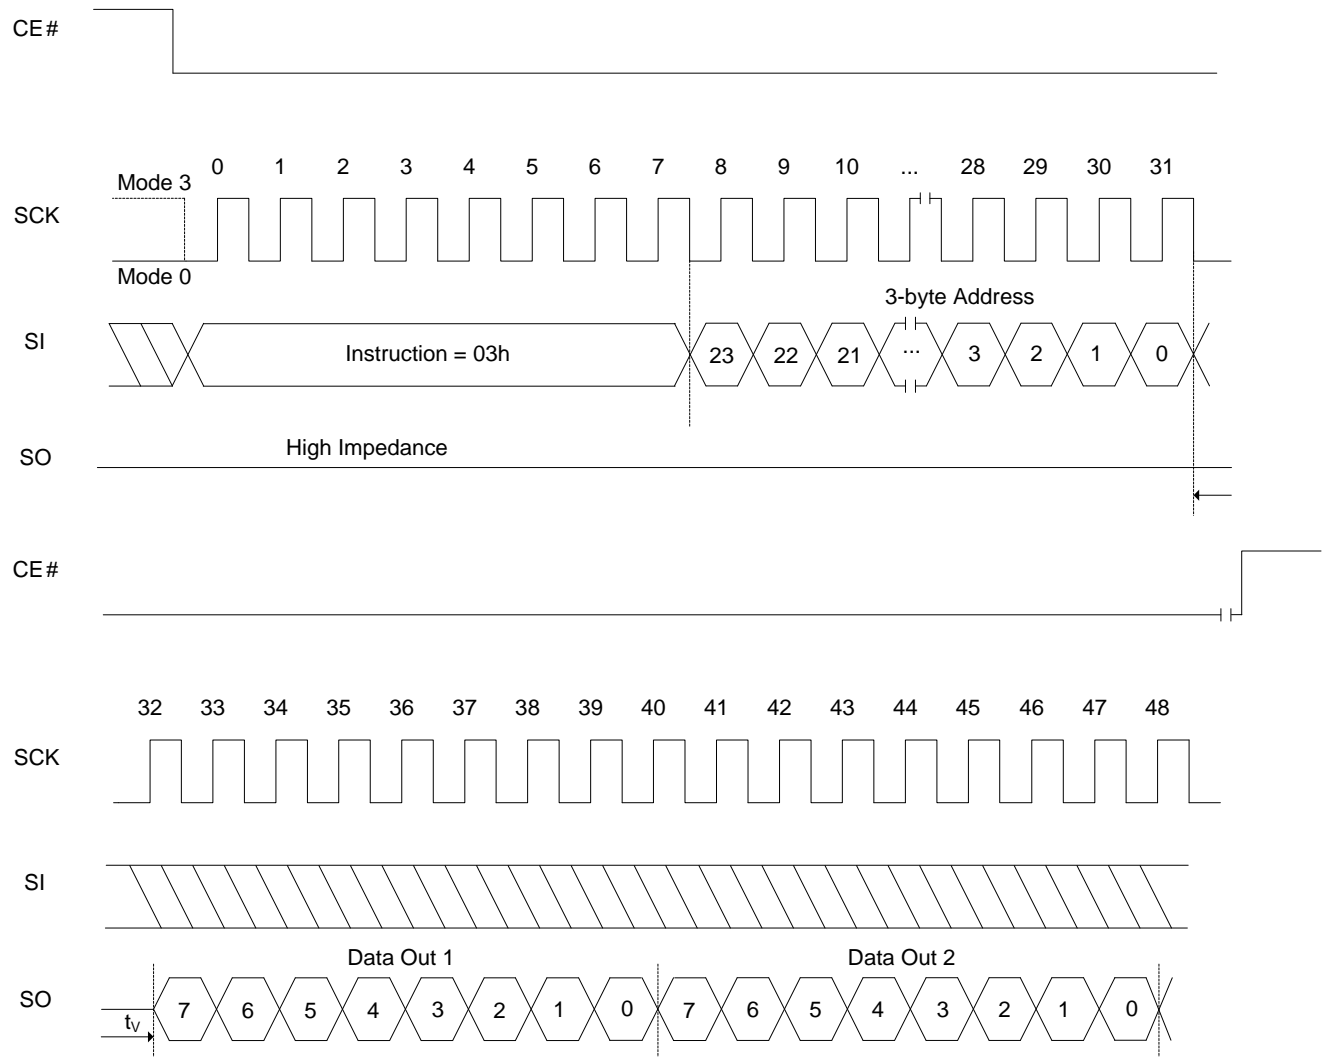 CE#
0 1 2 3 4 5 6 7 8 9 10 ... 28 29 30 31
Mode 3
SCK
Mode 0
3-byte Address
SI
Instruction = 03h
23 22 21 ... 3 2 1 0
High Impedance
SO
CE#
32 33 34 35 36 37 38 39 40 41 42 43 44 45 46 47 48
SCK
SI
Data Out 1 Data Out 2
SO
7 6 5 4 3 2 1 0 7 6 5 4 3 2 1 0
tV